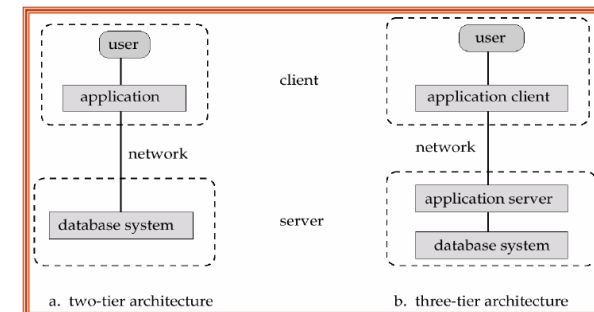 user
application
network
database system
a. two-tier architecture
client
server
user
application client
network
application server
database system
b. three-tier architecture